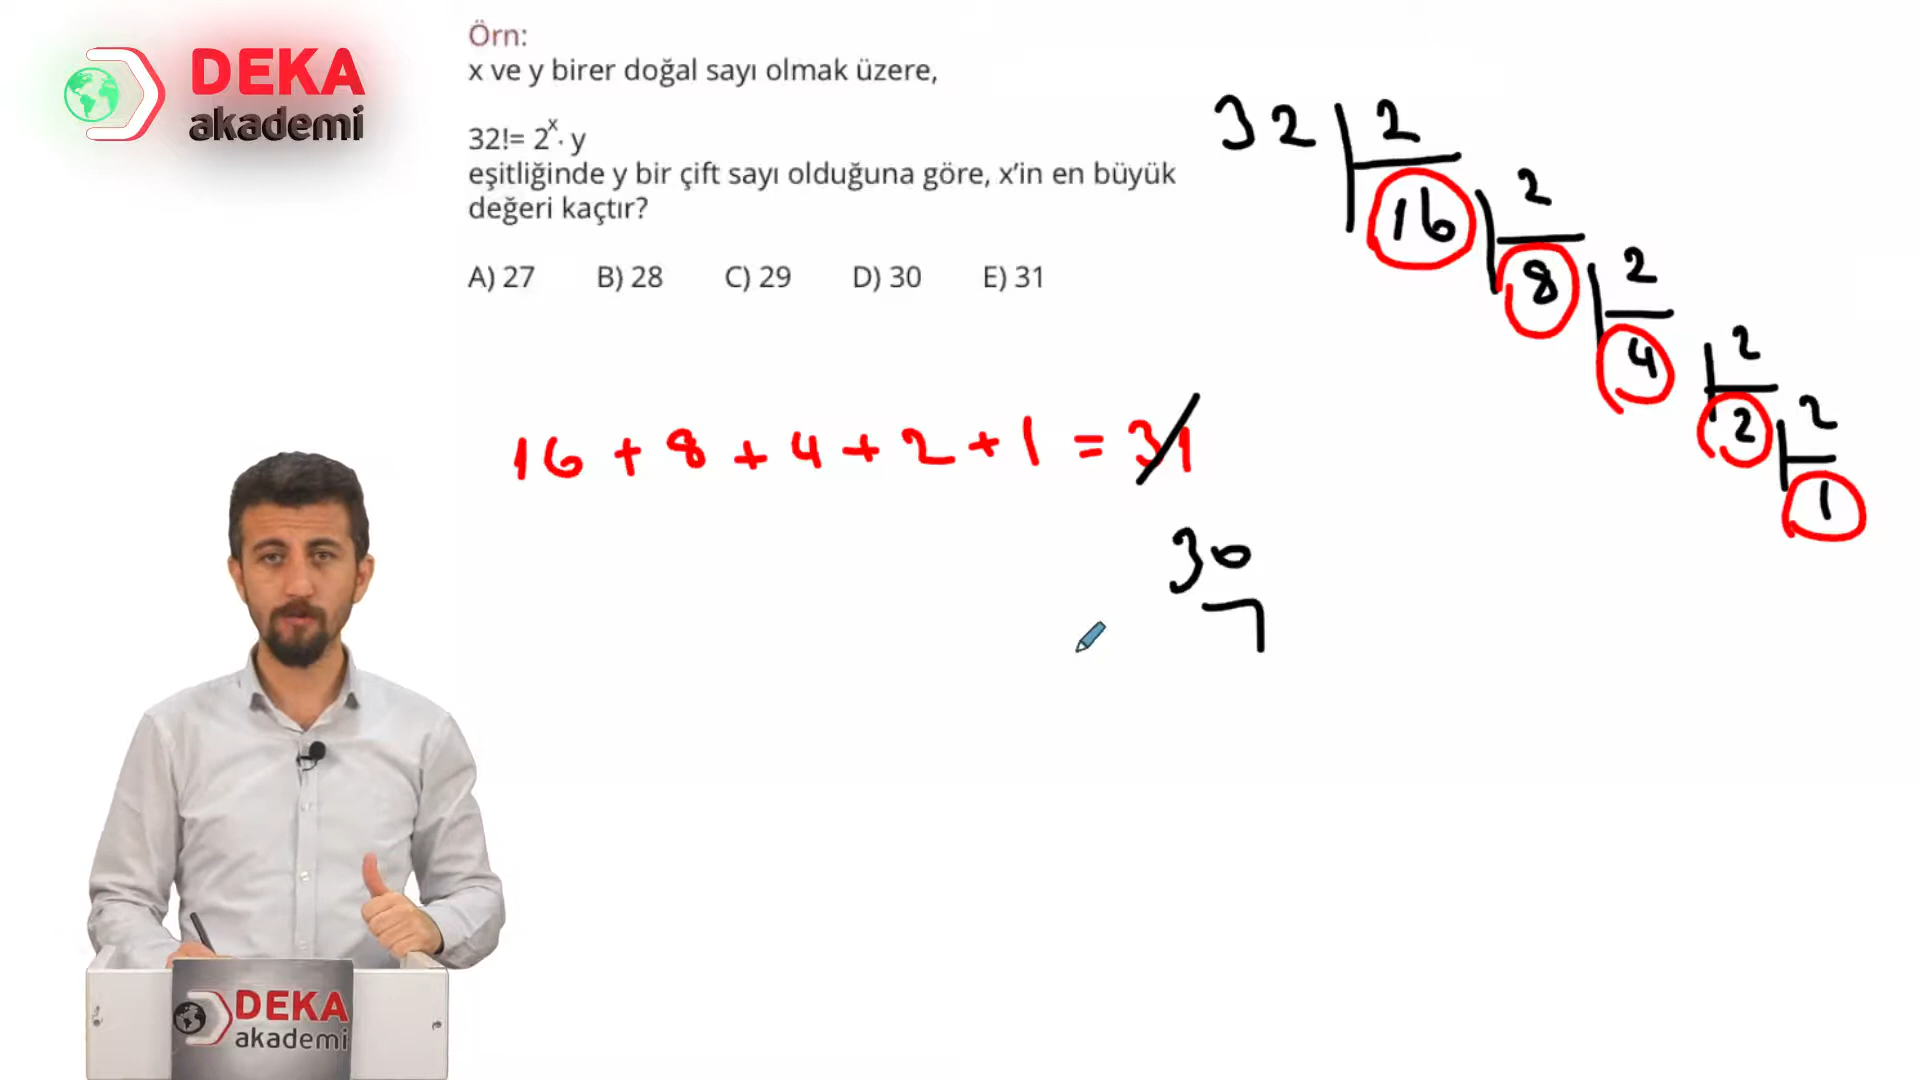 DEKA
akademi
Örn:
x ve y birer doğal sayı olmak üzere,
32!= 2ˣ. y
eşitliğinde y bir çift sayı olduğuna göre, x’in en büyük
değeri kaçtır?
A) 27 B) 28 C) 29 D) 30 E) 31
32 2
16 2
8 2
4 2
2 2
1
16 + 8 + 4 + 2 + 1 = 31
30
DEKA
akademi